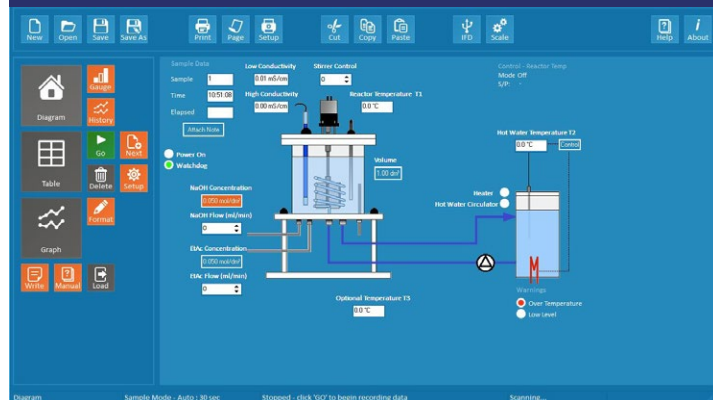 New Open Save Save As Print Page Setup Cut Copy Paste IFD Scale Help About
Diagram
Gauge
History
Table
Go
Next
Delete
Setup
Graph
Format
Write Manual Load
Sample Data
Sample 1
Time 10:51:08
Elapsed
Attach Note
Low Conductivity
0.01 mS/cm
High Conductivity
0.00 mS/cm
Stirrer Control
0
Reactor Temperature T1
0.0 °C
Control - Reactor Temp
Mode Off
S/P: -
Power On
Watchdog
Volume
1.00 dm³
Hot Water Temperature T2
0.0 °C Control
NaOH Concentration
0.050 mol/dm³
NaOH Flow (ml/min)
0
EtAc Concentration
0.050 mol/dm³
EtAc Flow (ml/min)
0
Heater
Hot Water Circulator
Optional Temperature T3
0.0 °C
Warnings
Over Temperature
Low Level
Diagram Sample Mode - Auto : 30 sec Stopped - click 'GO' to begin recording data Scanning...